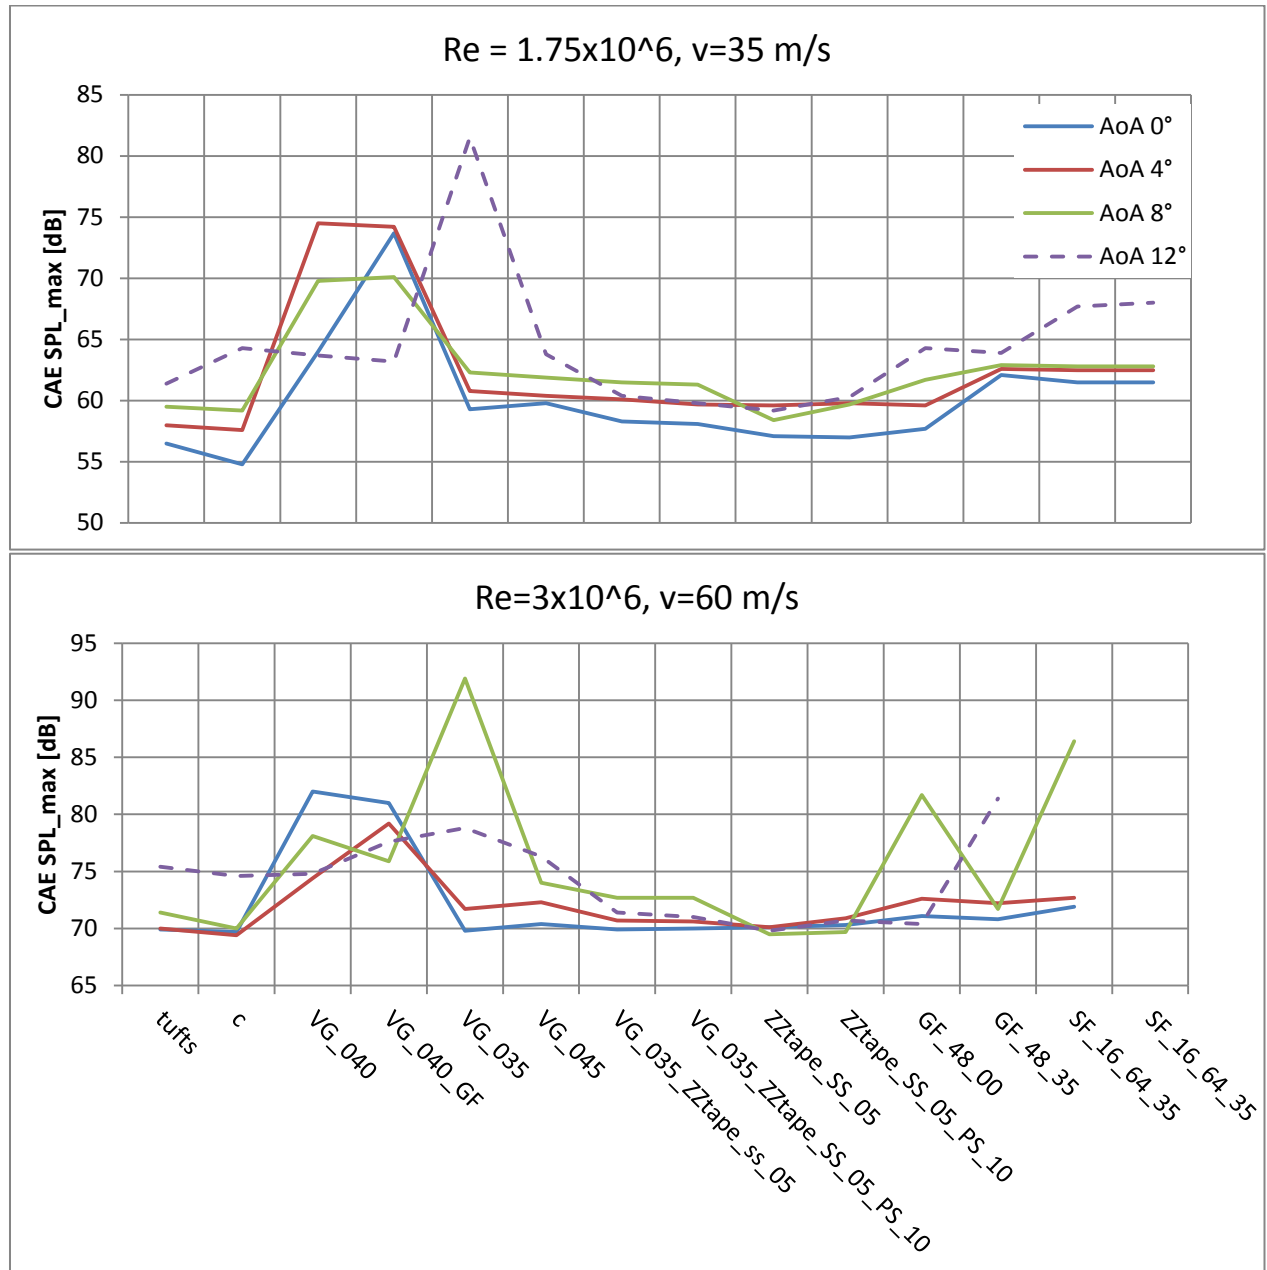 Re = 1.75x10^6, v=35 m/s
CAE SPL_max [dB]
85
80
75
70
65
60
55
50
AoA 0°
AoA 4°
AoA 8°
AoA 12°
Re=3x10^6, v=60 m/s
CAE SPL_max [dB]
95
90
85
80
75
70
65
tufts
c
VG_040
VG_040_GF
VG_035
VG_045
VG_035_ZZtape_ss_05
VG_035_ZZtape_SS_05_PS_10
ZZtape_SS_05
ZZtape_SS_05_PS_10
GF_48_00
GF_48_35
SF_16_64_35
SF_16_64_35